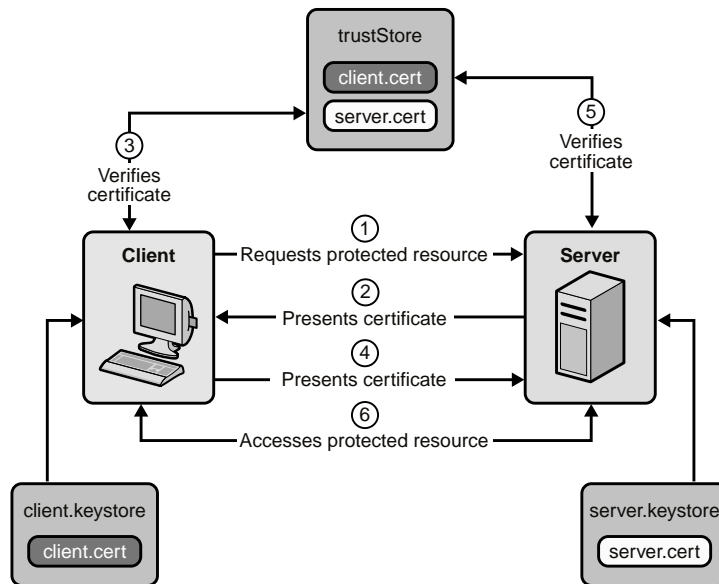 trustStore
client.cert
server.cert
3
Verifies
certificate
5
Verifies
certificate
Client
1
Requests protected resource
Server
2
Presents certificate
4
Presents certificate
6
Accesses protected resource
client.keystore
client.cert
server.keystore
server.cert